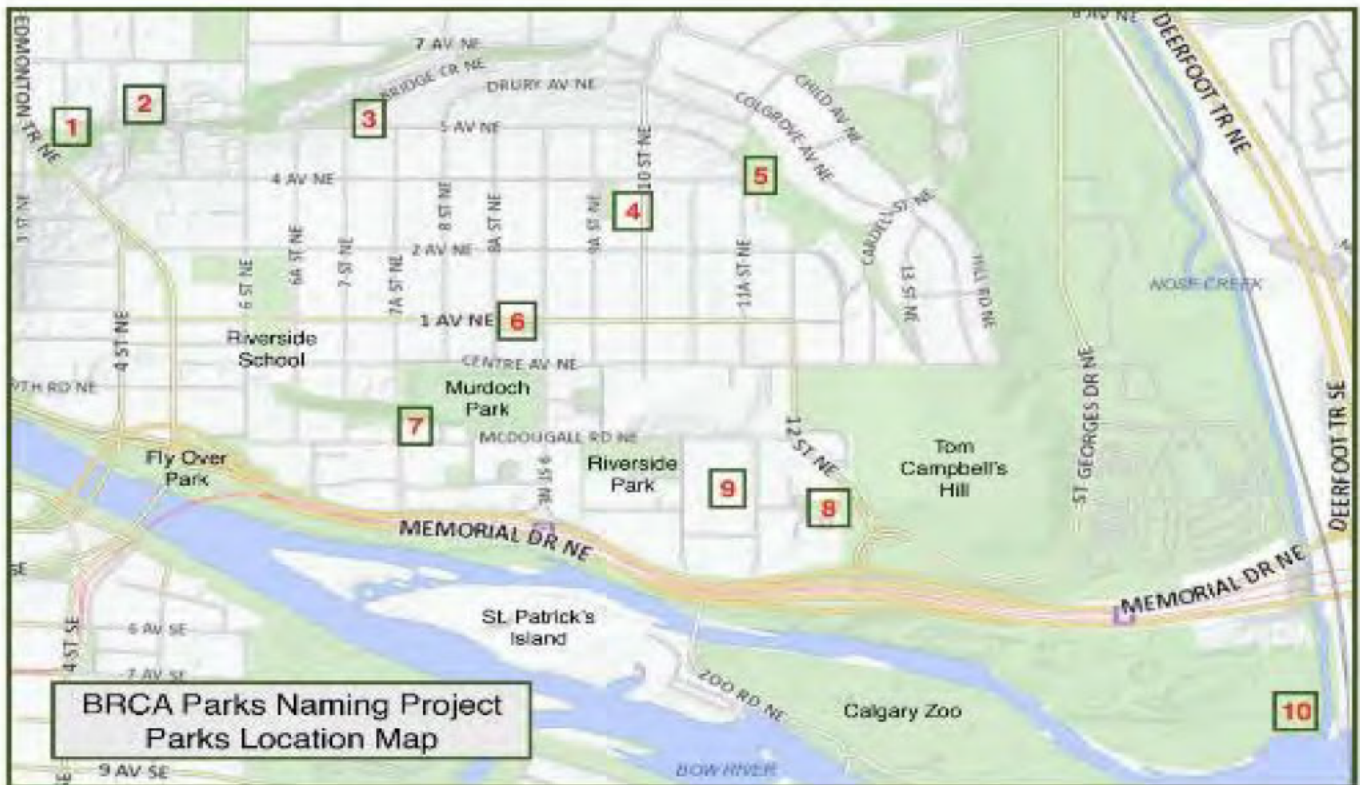 EDMONTON TR NE
7 AV NE
BRIDGE CR NE
DRURY AV NE
CHILD AV NE
COLGROVE AV NE
DEERFOOT TR NE
1
2
3
5 AV NE
10 ST NE
5
4 AV NE
3 ST NE
8 ST NE
8A ST NE
9A ST NE
4
CARDELL ST NE
2 AV NE
6 ST NE
6A ST NE
7 ST NE
7A ST NE
11A ST NE
13 ST NE
HILL RD NE
NOSE CREEK
4 ST NE
1 AV NE
6
Riverside
School
CENTRE AV NE
Murdoch
Park
7
MCDOUGALL RD NE
12 ST NE
ST GEORGES DR NE
DEERFOOT TR SE
Fly Over
Park
9 ST NE
Riverside
Park
9
8
Tom
Campbell's
Hill
MEMORIAL DR NE
MEMORIAL DR NE
St. Patrick's
Island
4 ST SE
6 AV SE
7 AV SE
ZOO RD NE
Calgary Zoo
10
BRCA Parks Naming Project
Parks Location Map
9 AV SE
BOW RIVER